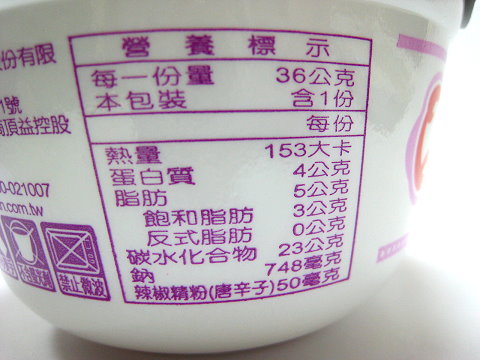 份有限
1號
頂益控股
0-021007
n.com.tw
禁止微波
營養標示
每一份量 36公克
本包裝 含1份
每份
熱量 153大卡
蛋白質 4公克
脂肪 5公克
飽和脂肪 3公克
反式脂肪 0公克
碳水化合物 23公克
鈉 748毫克
辣椒精粉(唐辛子)50毫克